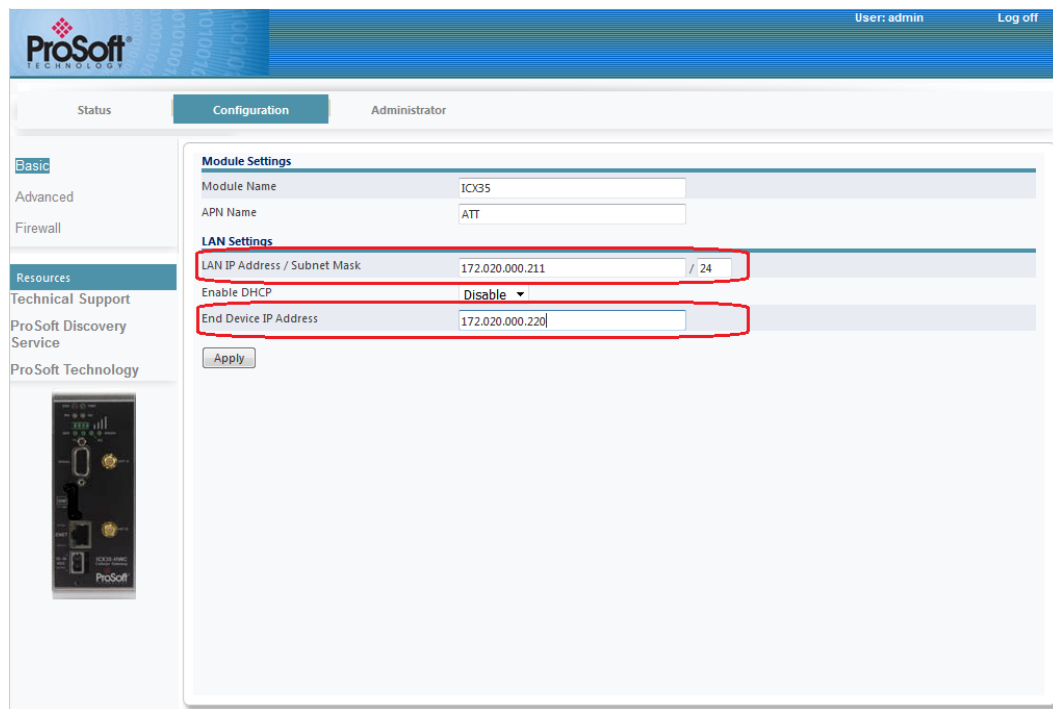 User: admin Log off
ProSoft®
TECHNOLOGY
Status Configuration Administrator
Basic
Advanced
Firewall
Resources
Technical Support
ProSoft Discovery
Service
ProSoft Technology
Module Settings
Module Name ICX35
APN Name ATT
LAN Settings
LAN IP Address / Subnet Mask 172.020.000.211 / 24
Enable DHCP Disable
End Device IP Address 172.020.000.220
Apply
ICX35-HWC
ProSoft